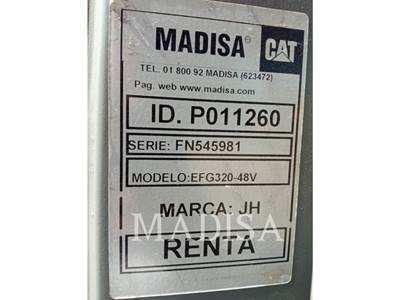 MADISA® CAT
TEL. 01 800 92 MADISA (623472)
Pag. web www.madisa.com
ID. P011260
SERIE: FN545981
MODELO:EFG320-48V
MARCA: JH
MADISA
RENTA